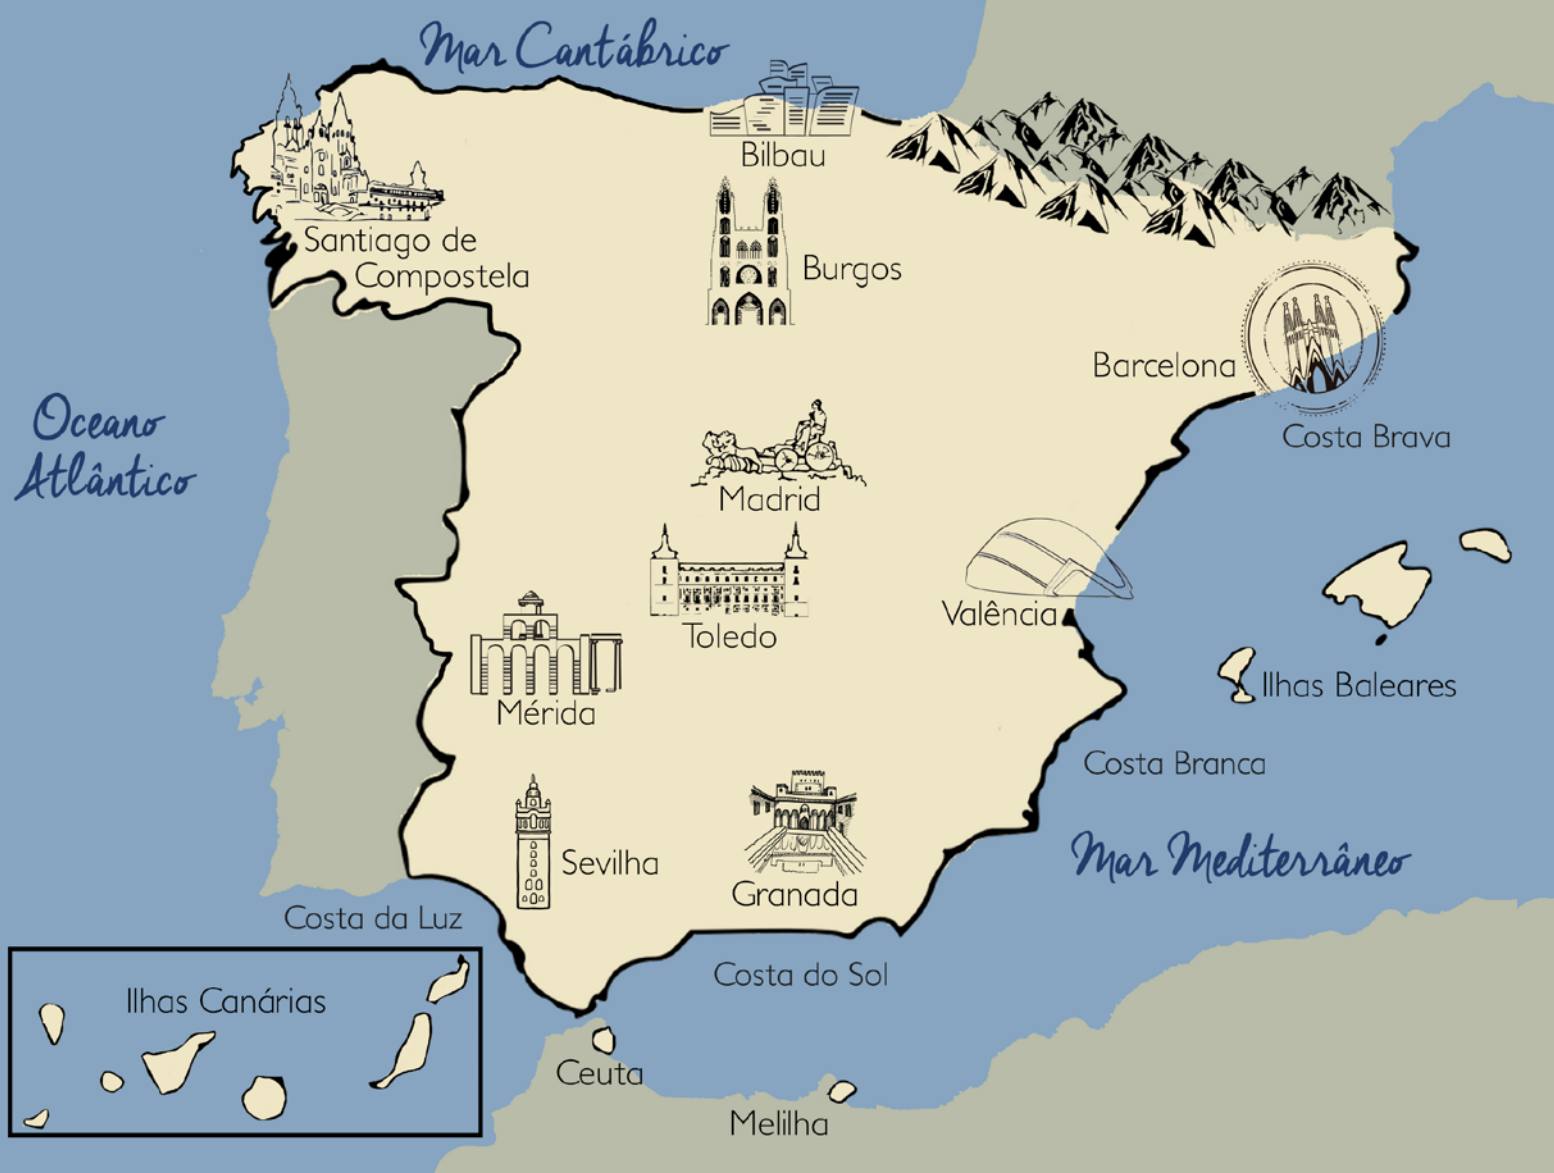 Mar Cantábrico
Bilbau
Santiago de
Compostela
Burgos
Barcelona
Oceano
Atlântico
Costa Brava
Madrid
Valência
Toledo
Ilhas Baleares
Mérida
Costa Branca
Mar Mediterrâneo
Sevilha
Granada
Costa da Luz
Costa do Sol
Ilhas Canárias
Ceuta
Melilha